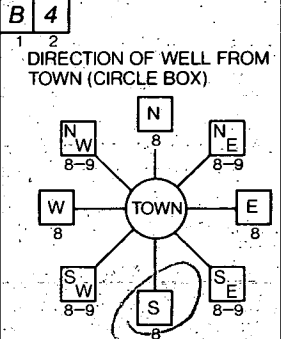 B 4
1 2
DIRECTION OF WELL FROM
TOWN (CIRCLE BOX)
N
8
N W
8-9
N E
8-9
W
8
TOWN
E
8
S W
8-9
S
8
S E
8-9